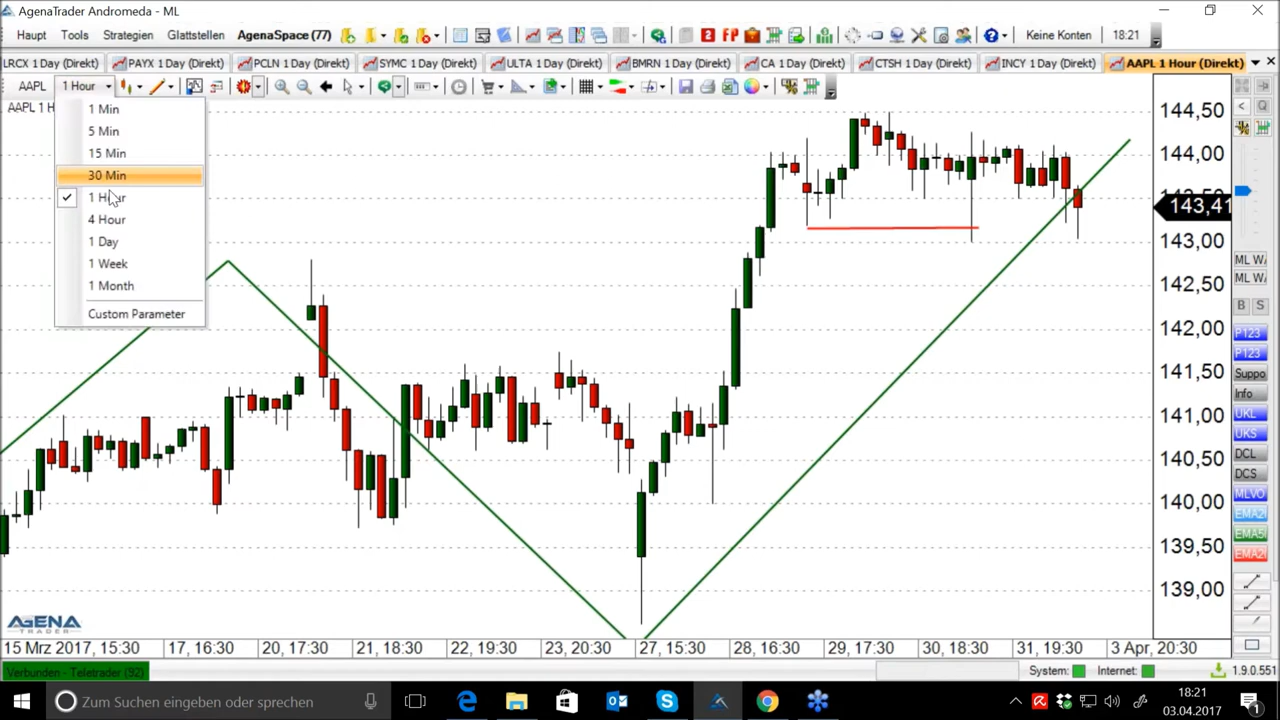 AgenaTrader Andromeda - ML
Haupt Tools Strategien Glattstellen AgenaSpace (77) Keine Konten 18:21
LRCX 1 Day (Direkt) PAYX 1 Day (Direkt) PCLN 1 Day (Direkt) SYMC 1 Day (Direkt) ULTA 1 Day (Direkt) BMRN 1 Day (Direkt) CA 1 Day (Direkt) CTSH 1 Day (Direkt) INCY 1 Day (Direkt) AAPL 1 Hour (Direkt)
AAPL 1 Hour
AAPL 1 H
1 Min
5 Min
15 Min
30 Min
1 Hour
4 Hour
1 Day
1 Week
1 Month
Custom Parameter
144,50
144,00
143,41
143,00
142,50
142,00
141,50
141,00
140,50
140,00
139,50
139,00
ML W
ML W
B S
P123
P123
Suppo
Info
UKL
UKS
DCL
DCS
MLVO
EMA2
EMA5
EMA2
AGENA
TRADER
15 Mrz 2017, 15:30 17, 16:30 20, 17:30 21, 18:30 22, 19:30 27, 15:30 28, 16:30 29, 17:30 30, 18:30 31, 19:30 3 Apr, 20:30
Verbunden - Teletrader (92) System: Internet: 1.9.0.551
Zum Suchen eingeben oder sprechen
18:21
03.04.2017